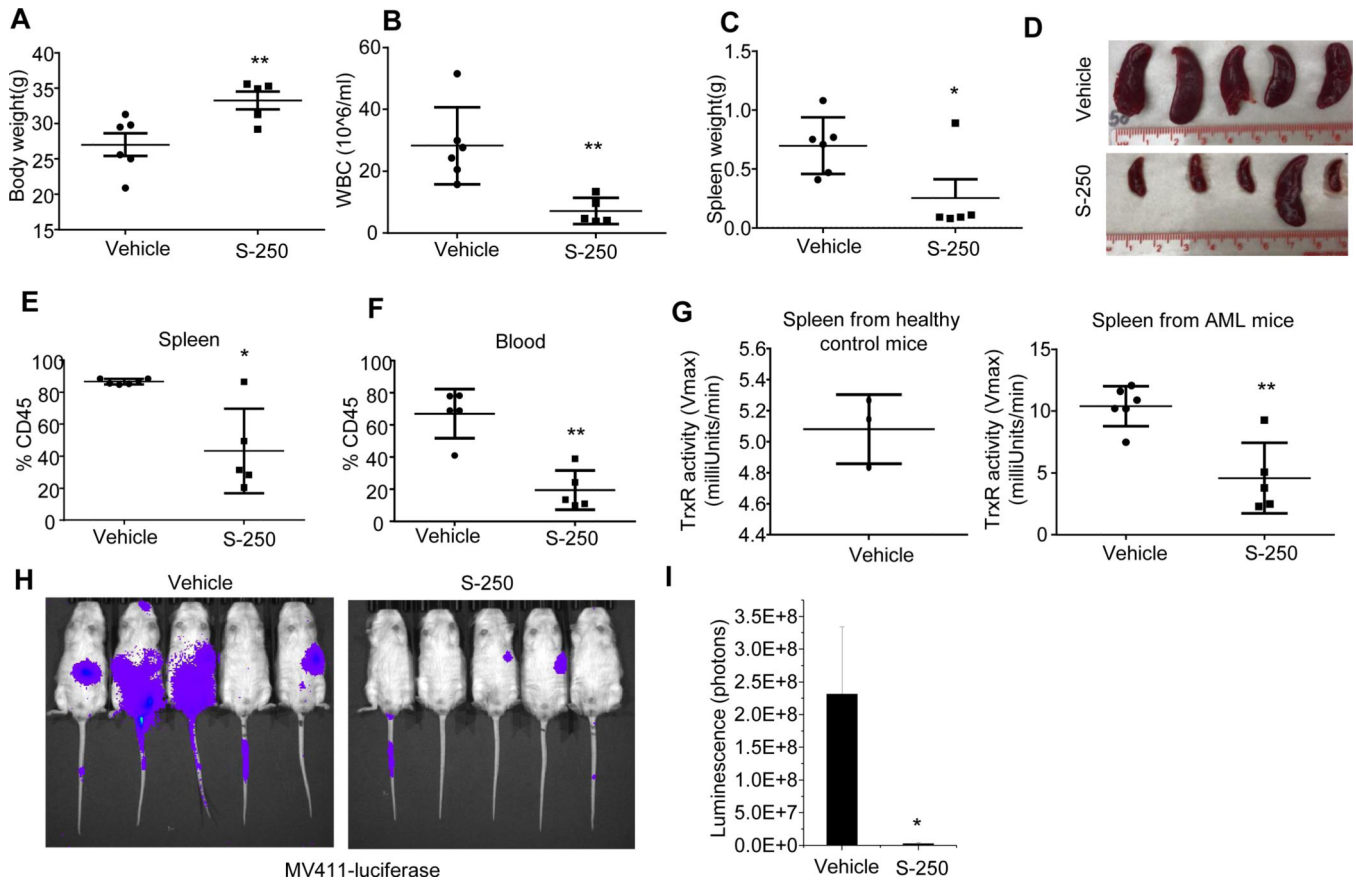 A
Body weight(g)
40
35
30
25
20
15
**
Vehicle
S-250
B
WBC (10^6/ml)
60
40
20
0
**
Vehicle
S-250
C
Spleen weight(g)
1.5
1.0
0.5
0.0
*
Vehicle
S-250
D
Vehicle
S-250
E
Spleen
% CD45
100
80
60
40
20
0
*
Vehicle
S-250
F
Blood
% CD45
100
80
60
40
20
0
**
Vehicle
S-250
G
Spleen from healthy
control mice
TrxR activity (Vmax)
(milliUnits/min)
5.6
5.4
5.2
5.0
4.8
4.6
4.4
Vehicle
Spleen from AML mice
TrxR activity (Vmax)
(milliUnits/min)
15
10
5
0
**
Vehicle
S-250
H
Vehicle
S-250
MV411-luciferase
I
Luminescence (photons)
3.5E+8
3.0E+8
2.5E+8
2.0E+8
1.5E+8
1.0E+8
5.0E+7
0.0E+0
*
Vehicle
S-250